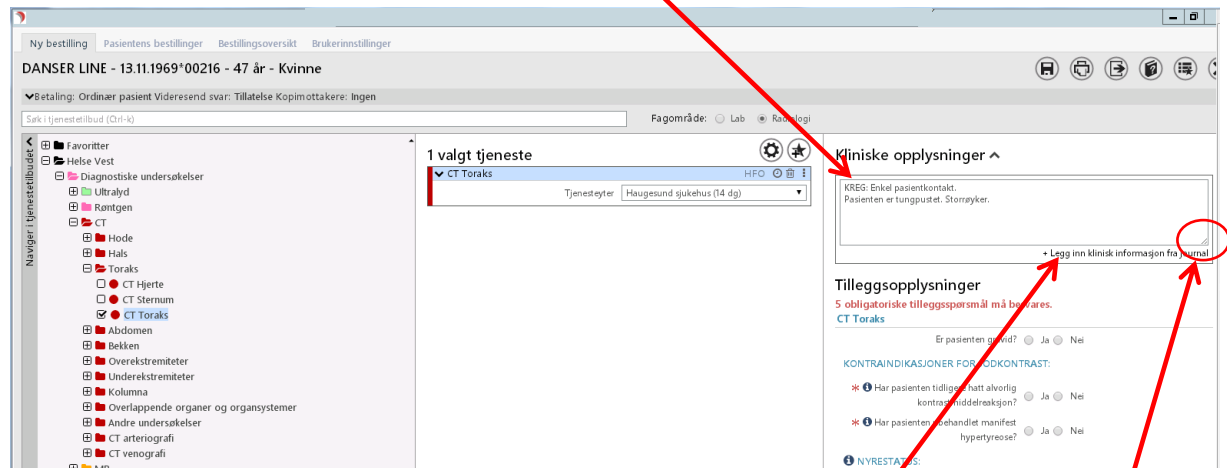 Ny bestilling Pasientens bestillinger Bestillingsoversikt Brukerinnstillinger
DANSER LINE - 13.11.1969*00216 - 47 år - Kvinne
Betaling: Ordinær pasient Videresend svar: Tillatelse Kopimottakere: Ingen
Søk i tjenestetilbud (Ctrl-k)
Fagområde: Lab Radiologi
Naviger i tjenestetilbudet
Favoritter
Helse Vest
Diagnostiske undersøkelser
Ultralyd
Røntgen
CT
Hode
Hals
Toraks
CT Hjerte
CT Sternum
CT Toraks
Abdomen
Bekken
Overekstremiteter
Underekstremiteter
Kolumna
Overlappende organer og organsystemer
Andre undersøkelser
CT arteriografi
CT venografi
MR
1 valgt tjeneste
CT Toraks HFO
Tjenesteyter Haugesund sjukehus (14 dg)
Kliniske opplysninger
KREG: Enkel pasientkontakt.
Pasienten er tungpustet. Storrøyker.
+ Legg inn klinisk informasjon fra journal
Tilleggsopplysninger
5 obligatoriske tilleggsspørsmål må besvares.
CT Toraks
Er pasienten gravid? Ja Nei
KONTRAINDIKASJONER FOR JODKONTRAST:
* Har pasienten tidligere hatt alvorlig
kontrastmiddelreaksjon? Ja Nei
* Har pasienten ubehandlet manifest
hypertyreose? Ja Nei
NYRESTATUS: